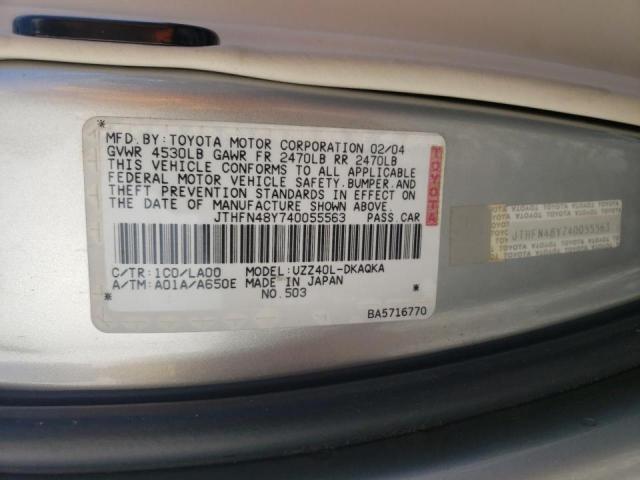 MFD.BY:TOYOTA MOTOR CORPORATION 02/04
GVWR 4530LB GAWR FR 2470LB RR 2470LB
THIS VEHICLE CONFORMS TO ALL APPLICABLE
FEDERAL MOTOR VEHICLE SAFETY,BUMPER,AND
THEFT PREVENTION STANDARDS IN EFFECT ON
THE DATE OF MANUFACTURE SHOWN ABOVE.
JTHFN48Y740055563 PASS.CAR
C/TR:1C0/LA00 MODEL:UZZ40L-DKAQKA
A/TM:A01A/A650E MADE IN JAPAN
NO.503
BA5716770
TOYOTA
JTHFN48Y740055563